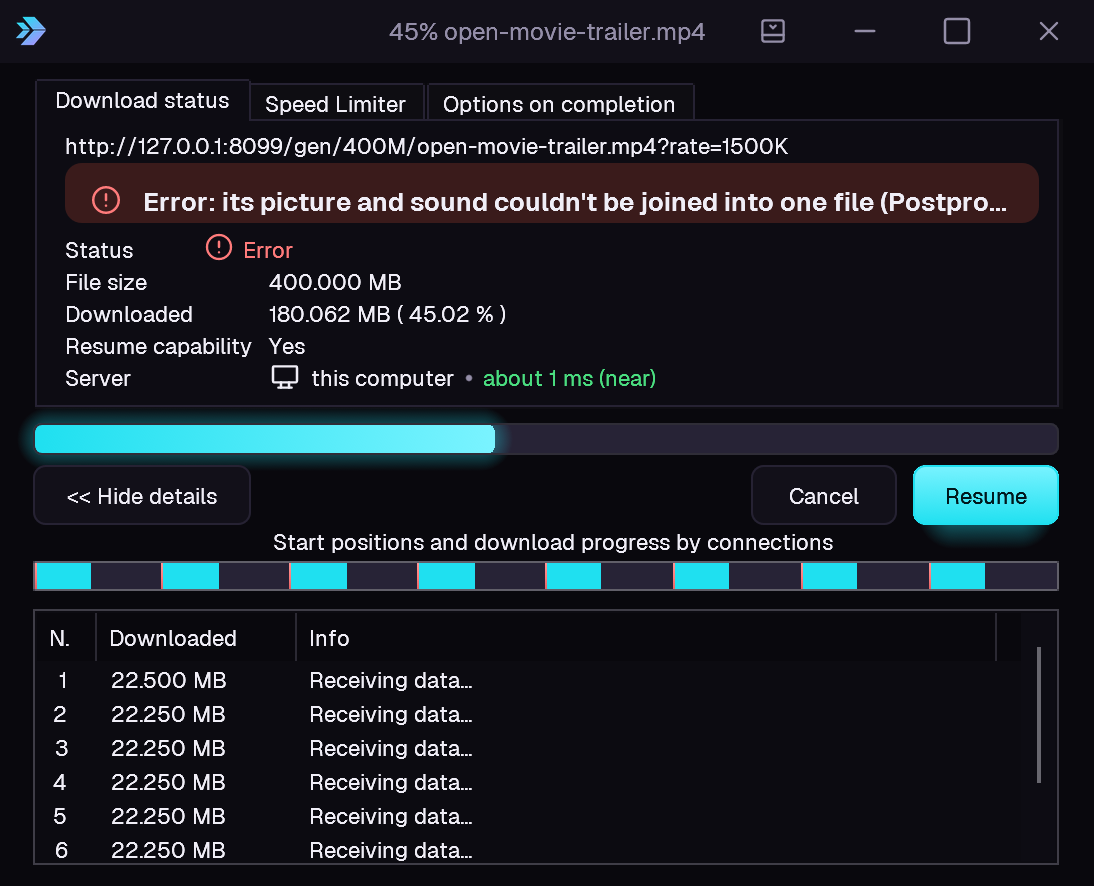 45% open-movie-trailer.mp4
Download status
Speed Limiter
Options on completion
http://127.0.0.1:8099/gen/400M/open-movie-trailer.mp4?rate=1500K
Error: its picture and sound couldn't be joined into one file (Postpro...
Status Error
File size 400.000 MB
Downloaded 180.062 MB ( 45.02 % )
Resume capability Yes
Server this computer • about 1 ms (near)
<< Hide details
Cancel
Resume
Start positions and download progress by connections
N. Downloaded Info
1 22.500 MB Receiving data...
2 22.250 MB Receiving data...
3 22.250 MB Receiving data...
4 22.250 MB Receiving data...
5 22.250 MB Receiving data...
6 22.250 MB Receiving data...